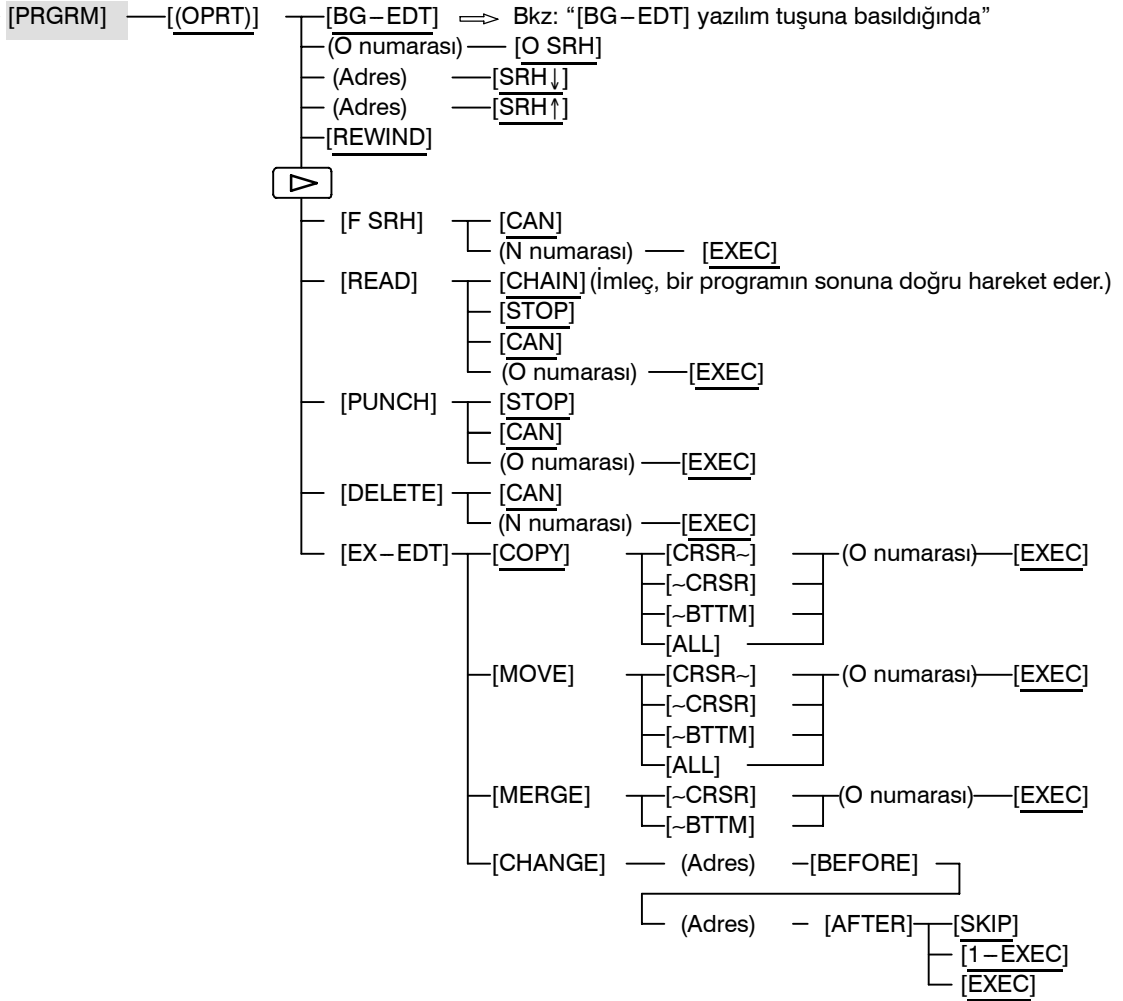 [PRGRM] [(OPRT)] [BG−EDT] ⇒ Bkz: “[BG−EDT] yazılım tuşuna basıldığında”
(O numarası) [O SRH]
(Adres) [SRH↓]
(Adres) [SRH↑]
[REWIND]
[F SRH] [CAN]
(N numarası) [EXEC]
[READ] [CHAIN] (İmleç, bir programın sonuna doğru hareket eder.)
[STOP]
[CAN]
(O numarası) [EXEC]
[PUNCH] [STOP]
[CAN]
(O numarası) [EXEC]
[DELETE] [CAN]
(N numarası) [EXEC]
[EX−EDT] [COPY] [CRSR~] (O numarası) [EXEC]
[~CRSR]
[~BTTM]
[ALL]
[MOVE] [CRSR~] (O numarası) [EXEC]
[~CRSR]
[~BTTM]
[ALL]
[MERGE] [~CRSR] (O numarası) [EXEC]
[~BTTM]
[CHANGE] (Adres) [BEFORE]
(Adres) [AFTER] [SKIP]
[1−EXEC]
[EXEC]